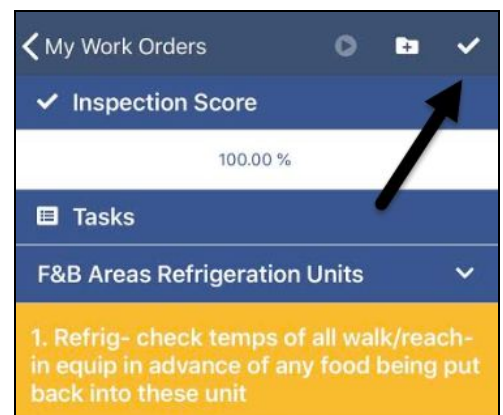 My Work Orders
Inspection Score
100.00 %
Tasks
F&B Areas Refrigeration Units
1. Refrig- check temps of all walk/reach-
in equip in advance of any food being put
back into these unit